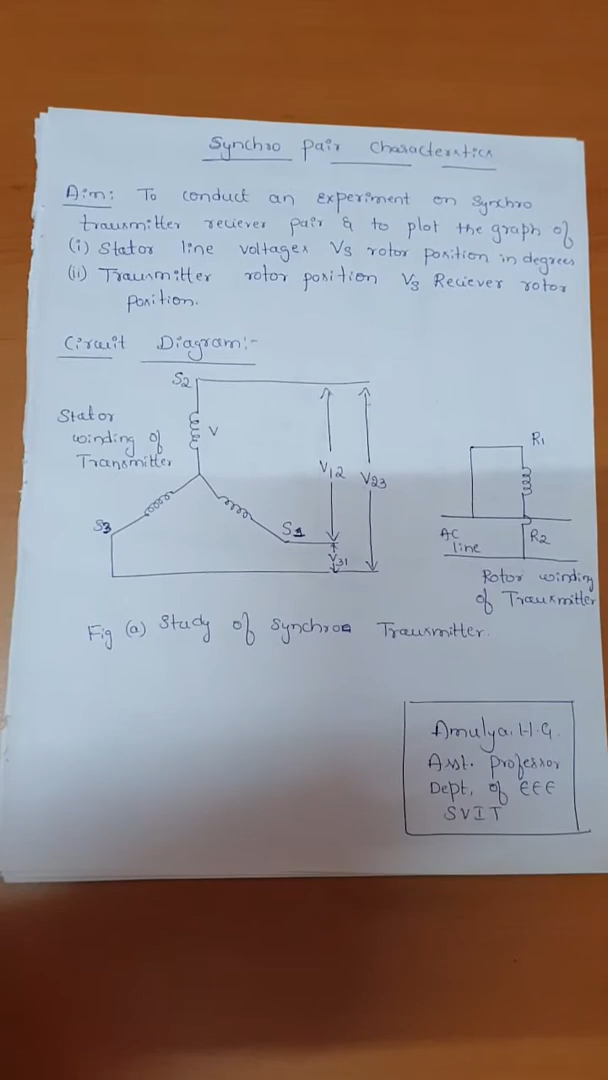 Synchro pair Characterstics
Aim: To conduct an experiment on synchro
transmitter reciever pair & to plot the graph of
(i) Stator line voltages Vs rotor position in degrees
(ii) Transmitter rotor position Vs Reciever rotor
position.
Circuit Diagram:-
S2
Stator
winding of
Transmitter
V
V12
V23
S3
S1
V31
R1
R2
AC
line
Rotor winding
of Transmitter
Fig (a) Study of Synchro Transmitter.
Amulya.H.G.
Asst. professor
Dept. of EEE
SVIT